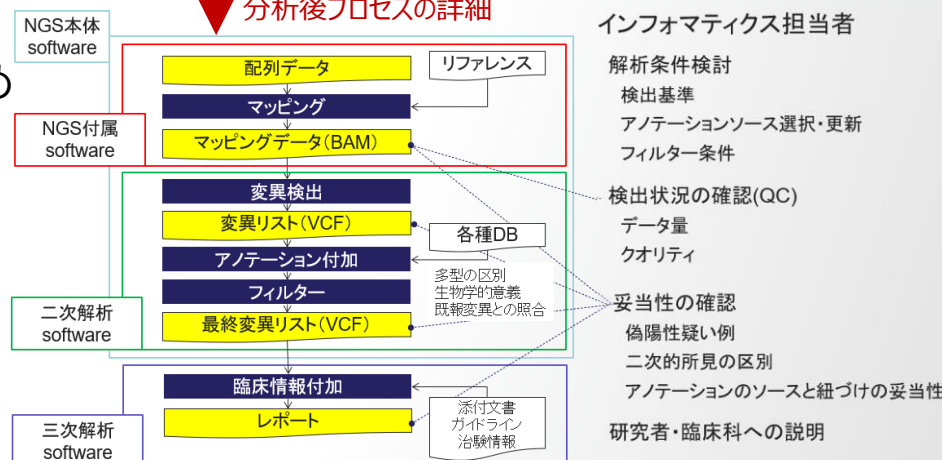 分析後プロセスの詳細
め
NGS本体
software
NGS付属
software
二次解析
software
三次解析
software
配列データ
リファレンス
マッピング
マッピングデータ(BAM)
変異検出
変異リスト(VCF)
各種DB
アノテーション付加
多型の区別
生物学的意義
既報変異との照合
フィルター
最終変異リスト(VCF)
臨床情報付加
レポート
添付文書
ガイドライン
治験情報
インフォマティクス担当者
解析条件検討
検出基準
アノテーションソース選択・更新
フィルター条件
検出状況の確認(QC)
データ量
クオリティ
妥当性の確認
偽陽性疑い例
二次的所見の区別
アノテーションのソースと紐づけの妥当性
研究者・臨床科への説明